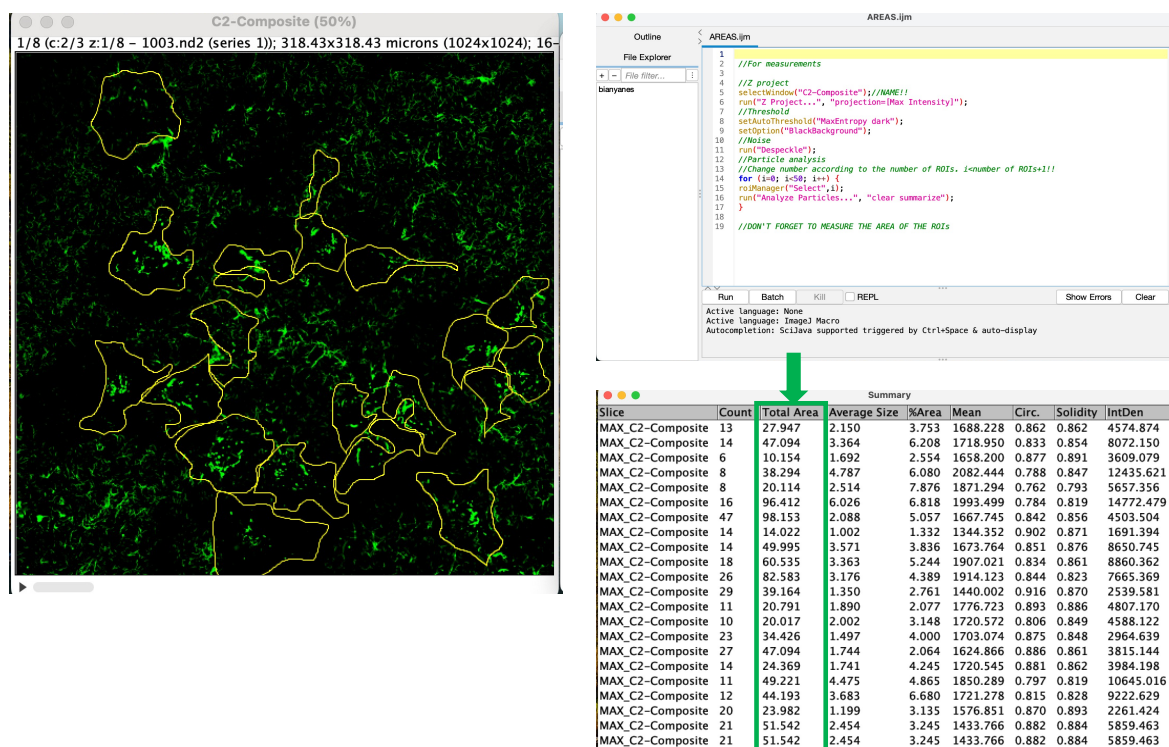 C2-Composite (50%)
1/8 (c:2/3 z:1/8 - 1003.nd2 (series 1)); 318.43x318.43 microns (1024x1024); 16-
AREAS.ijm
Outline
AREAS.ijm
File Explorer
+ - File filter... ⋮
bianyanes
1
2 //For measurements
3
4 //Z project
5 selectWindow("C2-Composite");//NAME!!
6 run("Z Project...", "projection=[Max Intensity]");
7 //Threshold
8 setAutoThreshold("MaxEntropy dark");
9 setOption("BlackBackground");
10 //Noise
11 run("Despeckle");
12 //Particle analysis
13 //Change number according to the number of ROIs, i<number of ROIs+1!!
14 for (i=0; i<50; i++) {
15 roiManager("Select",i);
16 run("Analyze Particles...", "clear summarize");
17 }
18
19 //DON'T FORGET TO MEASURE THE AREA OF THE ROIs
Run Batch Kill REPL Show Errors Clear
Active language: None
Active language: ImageJ Macro
Autocompletion: SciJava supported triggered by Ctrl+Space & auto-display
Summary
Slice Count Total Area Average Size %Area Mean Circ. Solidity IntDen
MAX_C2-Composite 13 27.947 2.150 3.753 1688.228 0.862 0.862 4574.874
MAX_C2-Composite 14 47.094 3.364 6.208 1718.950 0.833 0.854 8072.150
MAX_C2-Composite 6 10.154 1.692 2.554 1658.200 0.877 0.891 3609.079
MAX_C2-Composite 8 38.294 4.787 6.080 2082.444 0.788 0.847 12435.621
MAX_C2-Composite 8 20.114 2.514 7.876 1871.294 0.762 0.793 5657.356
MAX_C2-Composite 16 96.412 6.026 6.818 1993.499 0.784 0.819 14772.479
MAX_C2-Composite 47 98.153 2.088 5.057 1667.745 0.842 0.856 4503.504
MAX_C2-Composite 14 14.022 1.002 1.332 1344.352 0.902 0.871 1691.394
MAX_C2-Composite 14 49.995 3.571 3.836 1673.764 0.851 0.876 8650.745
MAX_C2-Composite 18 60.535 3.363 5.244 1907.021 0.834 0.861 8860.362
MAX_C2-Composite 26 82.583 3.176 4.389 1914.123 0.844 0.823 7665.369
MAX_C2-Composite 29 39.164 1.350 2.761 1440.002 0.916 0.870 2539.581
MAX_C2-Composite 11 20.791 1.890 2.077 1776.723 0.893 0.886 4807.170
MAX_C2-Composite 10 20.017 2.002 3.148 1720.572 0.806 0.849 4588.122
MAX_C2-Composite 23 34.426 1.497 4.000 1703.074 0.875 0.848 2964.639
MAX_C2-Composite 27 47.094 1.744 2.064 1624.866 0.886 0.861 3815.144
MAX_C2-Composite 14 24.369 1.741 4.245 1720.545 0.881 0.862 3984.198
MAX_C2-Composite 11 49.221 4.475 4.865 1850.289 0.797 0.819 10645.016
MAX_C2-Composite 12 44.193 3.683 6.680 1721.278 0.815 0.828 9222.629
MAX_C2-Composite 20 23.982 1.199 3.135 1576.851 0.870 0.893 2261.424
MAX_C2-Composite 21 51.542 2.454 3.245 1433.766 0.882 0.884 5859.463
MAX_C2-Composite 21 51.542 2.454 3.245 1433.766 0.882 0.884 5859.463